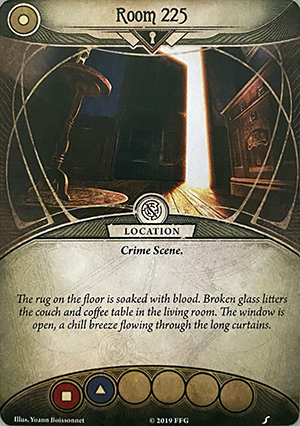 Room 225
LOCATION
Crime Scene.
The rug on the floor is soaked with blood. Broken glass litters
the couch and coffee table in the living room. The window is
open, a chill breeze flowing through the long curtains.
Illus. Yoann Boissonnet
© 2019 FFG